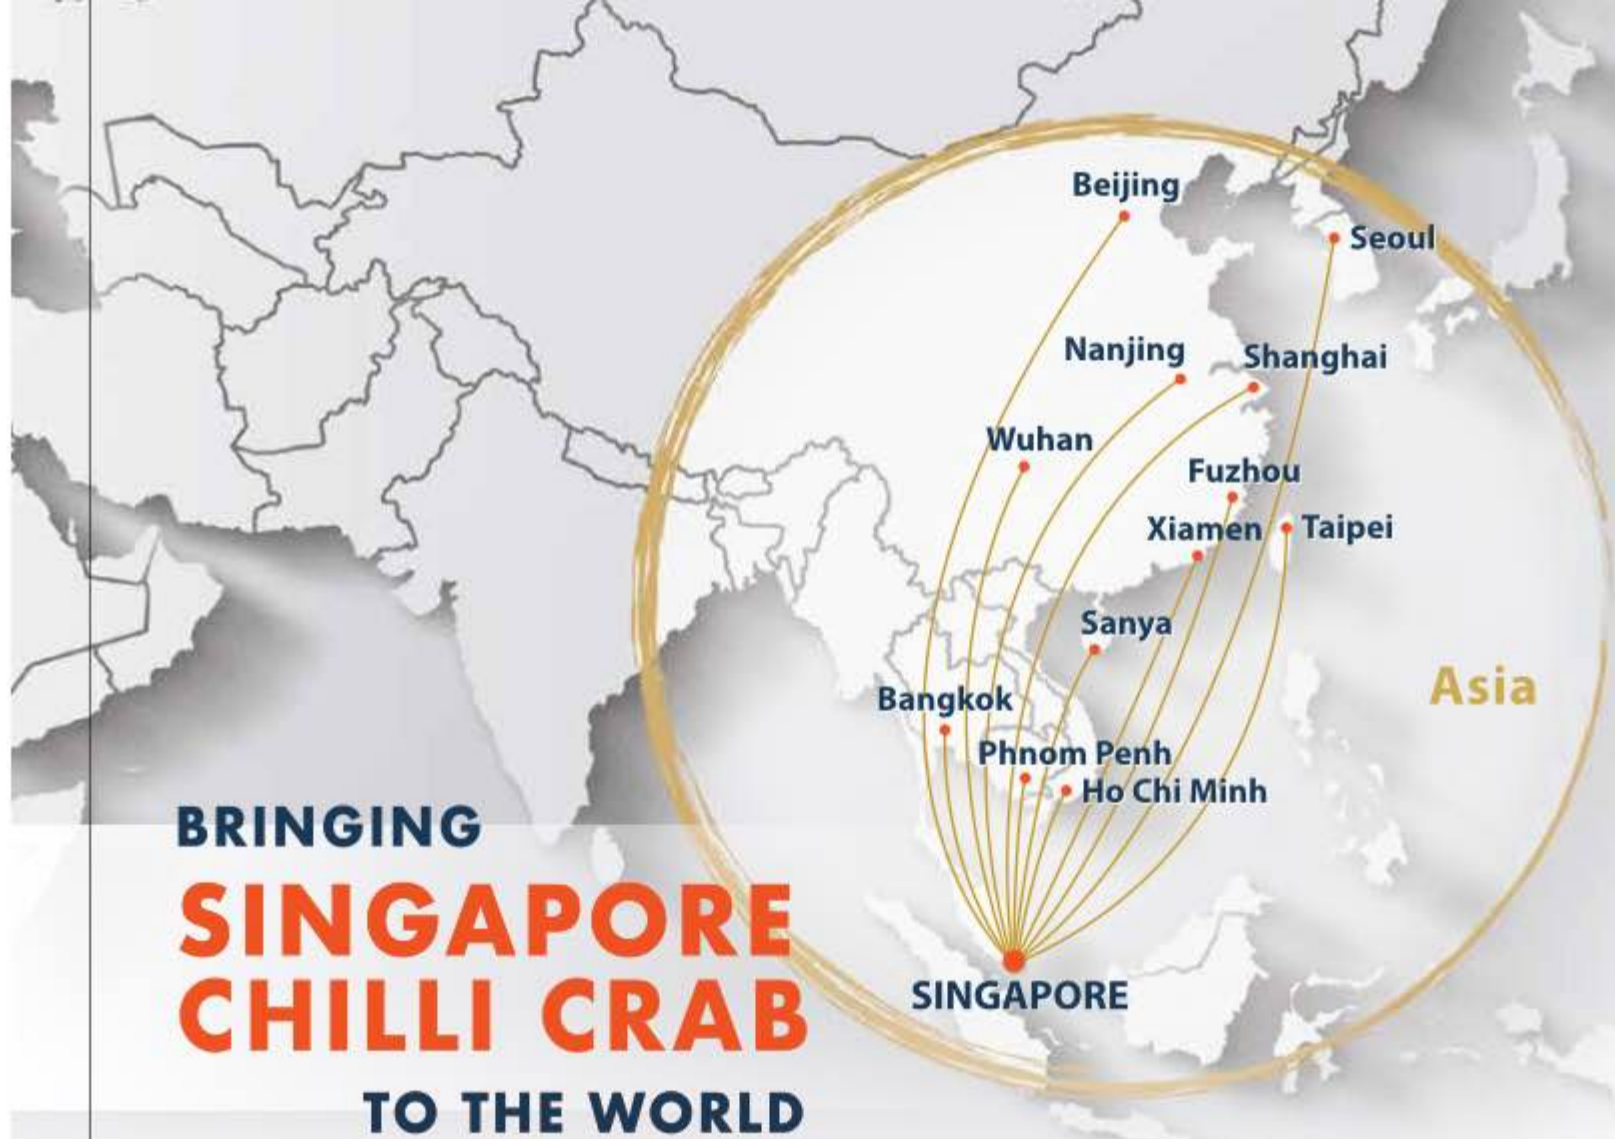 Beijing
Seoul
Nanjing
Shanghai
Wuhan
Fuzhou
Xiamen
Taipei
Sanya
Asia
Bangkok
Phnom Penh
Ho Chi Minh
SINGAPORE
BRINGING
SINGAPORE
CHILLI CRAB
TO THE WORLD